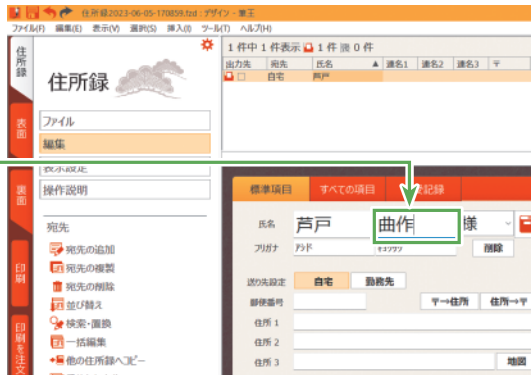 住所録2023-06-05-170859.fzd : デザイン - 筆王
ファイル(F) 編集(E) 表示(V) 選択(S) 挿入(I) ツール(T) ヘルプ(H)
住所録
表面
裏面
印刷
印刷を注文
住所録
ファイル
編集
表示設定
操作説明
宛先
宛先の追加
宛先の複製
宛先の削除
並び替え
検索・置換
一括編集
他の住所録へコピー
1 件中 1 件表示 1 件 0 件
出力先 宛先 氏名 ▲ 連名1 連名2 連名3 〒
自宅 芦戸
標準項目 すべての項目 登記録
氏名 芦戸 曲作 様
フリガナ アシド 削除
送り先設定 自宅 勤務先
郵便番号 〒→住所 住所→〒
住所 1
住所 2
住所 3 地図